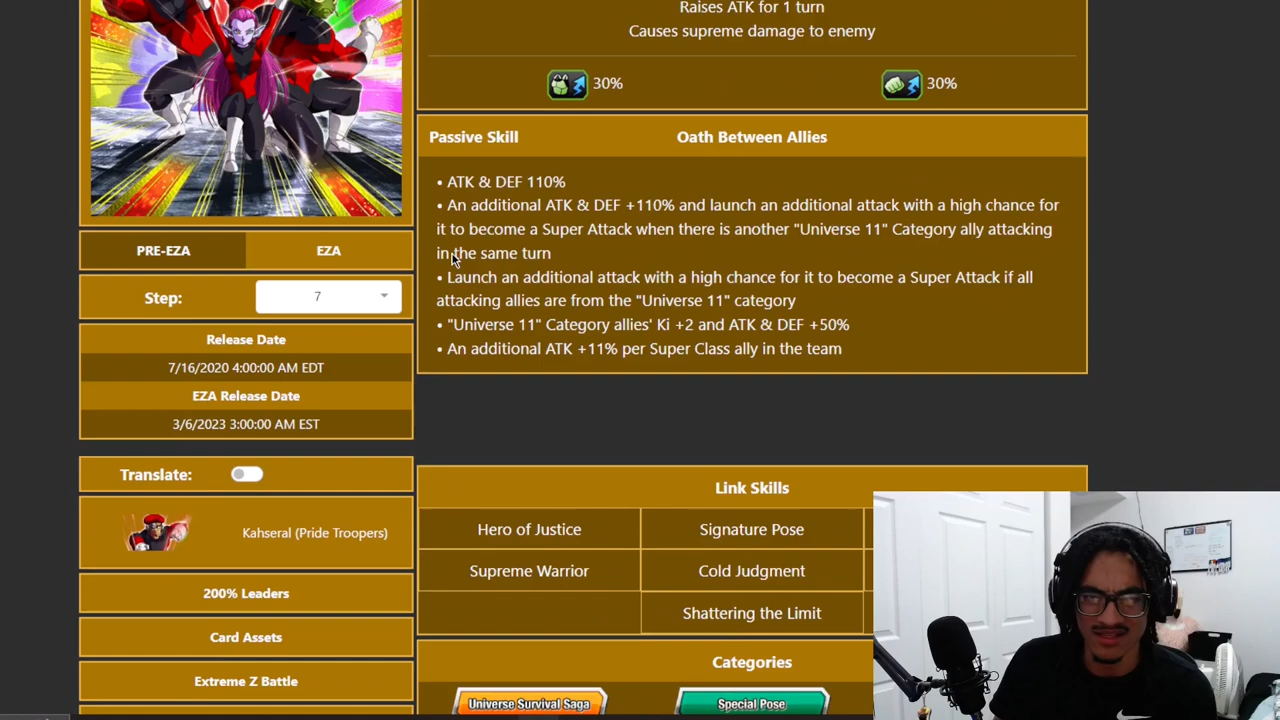 Raises ATK for 1 turn
Causes supreme damage to enemy
30%
30%
Passive Skill
Oath Between Allies
• ATK & DEF 110%
• An additional ATK & DEF +110% and launch an additional attack with a high chance for
it to become a Super Attack when there is another "Universe 11" Category ally attacking
in the same turn
• Launch an additional attack with a high chance for it to become a Super Attack if all
attacking allies are from the "Universe 11" category
• "Universe 11" Category allies' Ki +2 and ATK & DEF +50%
• An additional ATK +11% per Super Class ally in the team
PRE-EZA
EZA
Step:
7
Release Date
7/16/2020 4:00:00 AM EDT
EZA Release Date
3/6/2023 3:00:00 AM EST
Translate:
Kahseral (Pride Troopers)
200% Leaders
Card Assets
Extreme Z Battle
Link Skills
Hero of Justice
Signature Pose
Supreme Warrior
Cold Judgment
Shattering the Limit
Categories
Universe Survival Saga
Special Pose